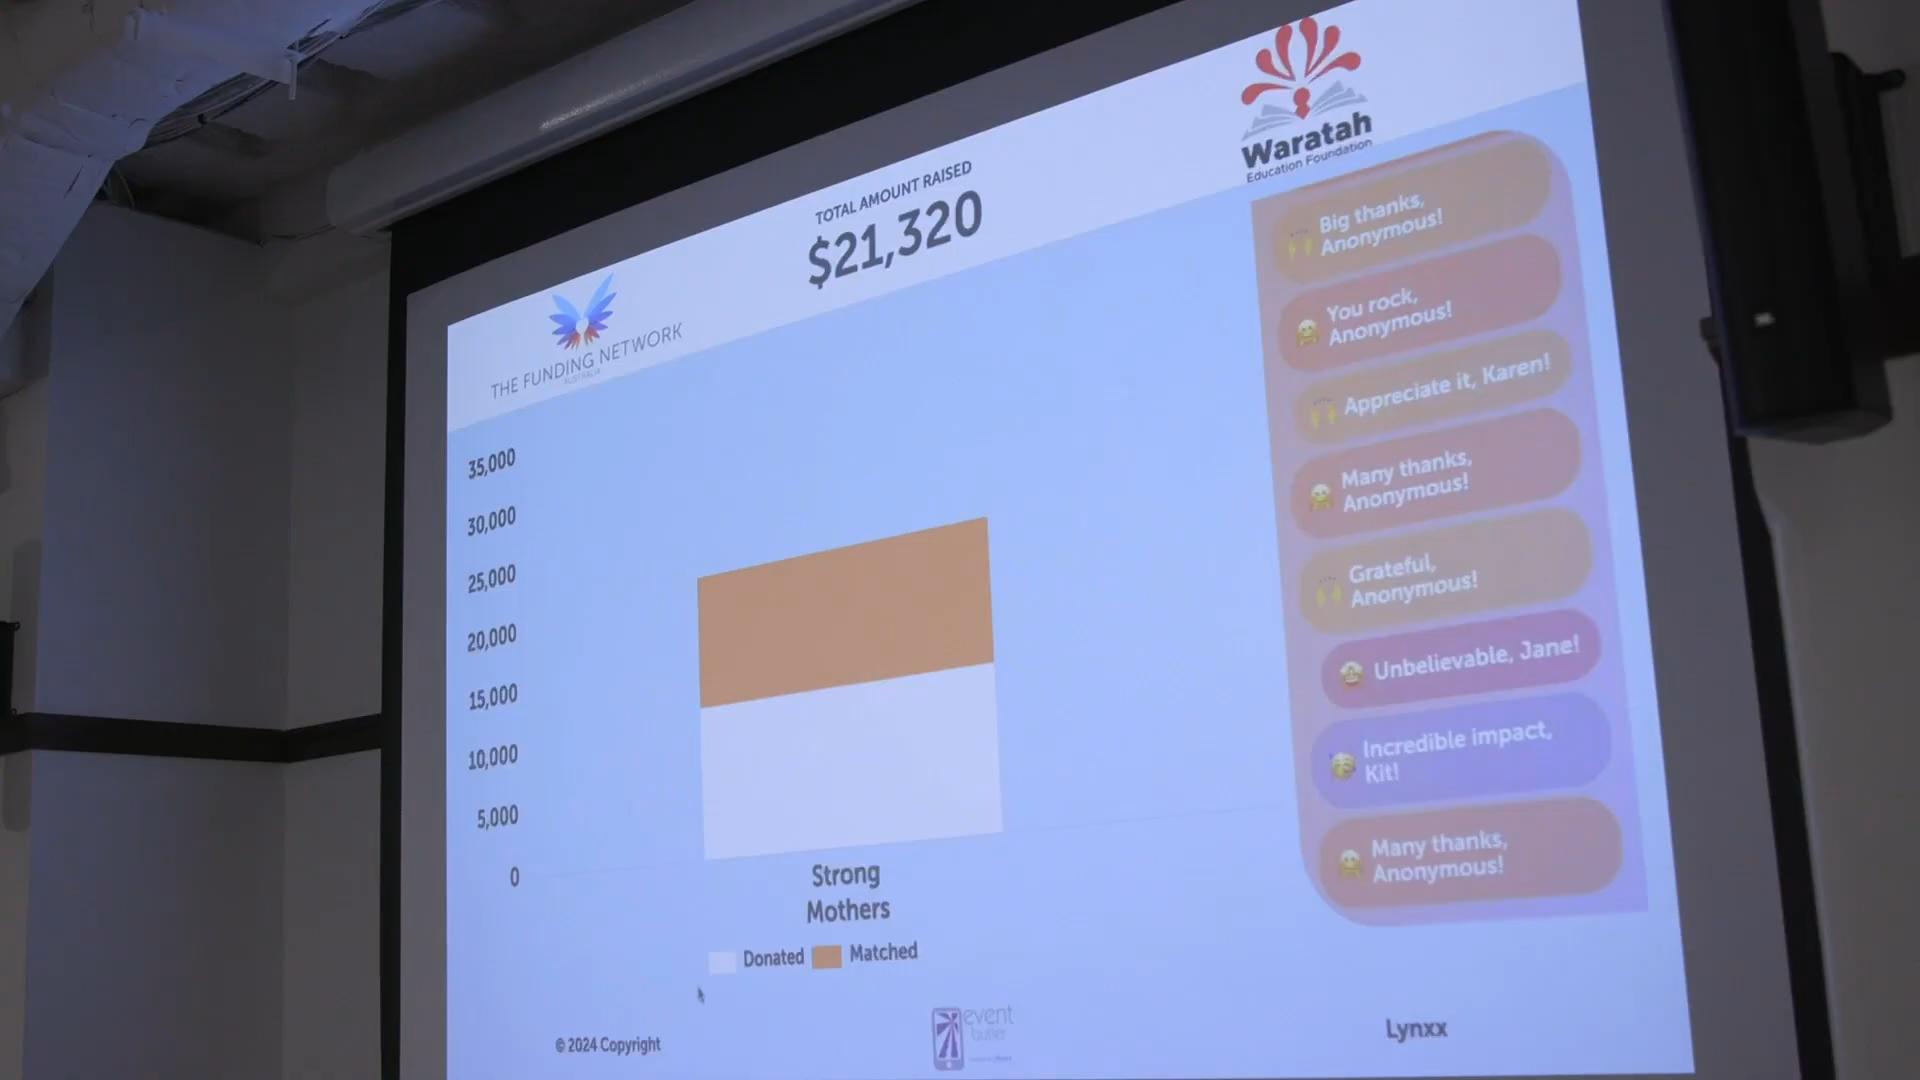 TOTAL AMOUNT RAISED
$21,320
THE FUNDING NETWORK
AUSTRALIA
Waratah
Education Foundation
35,000
30,000
25,000
20,000
15,000
10,000
5,000
0
Strong
Mothers
Donated
Matched
Big thanks,
Anonymous!
You rock,
Anonymous!
Appreciate it, Karen!
Many thanks,
Anonymous!
Grateful,
Anonymous!
Unbelievable, Jane!
Incredible impact,
Kit!
Many thanks,
Anonymous!
© 2024 Copyright
event
butler
Lynxx